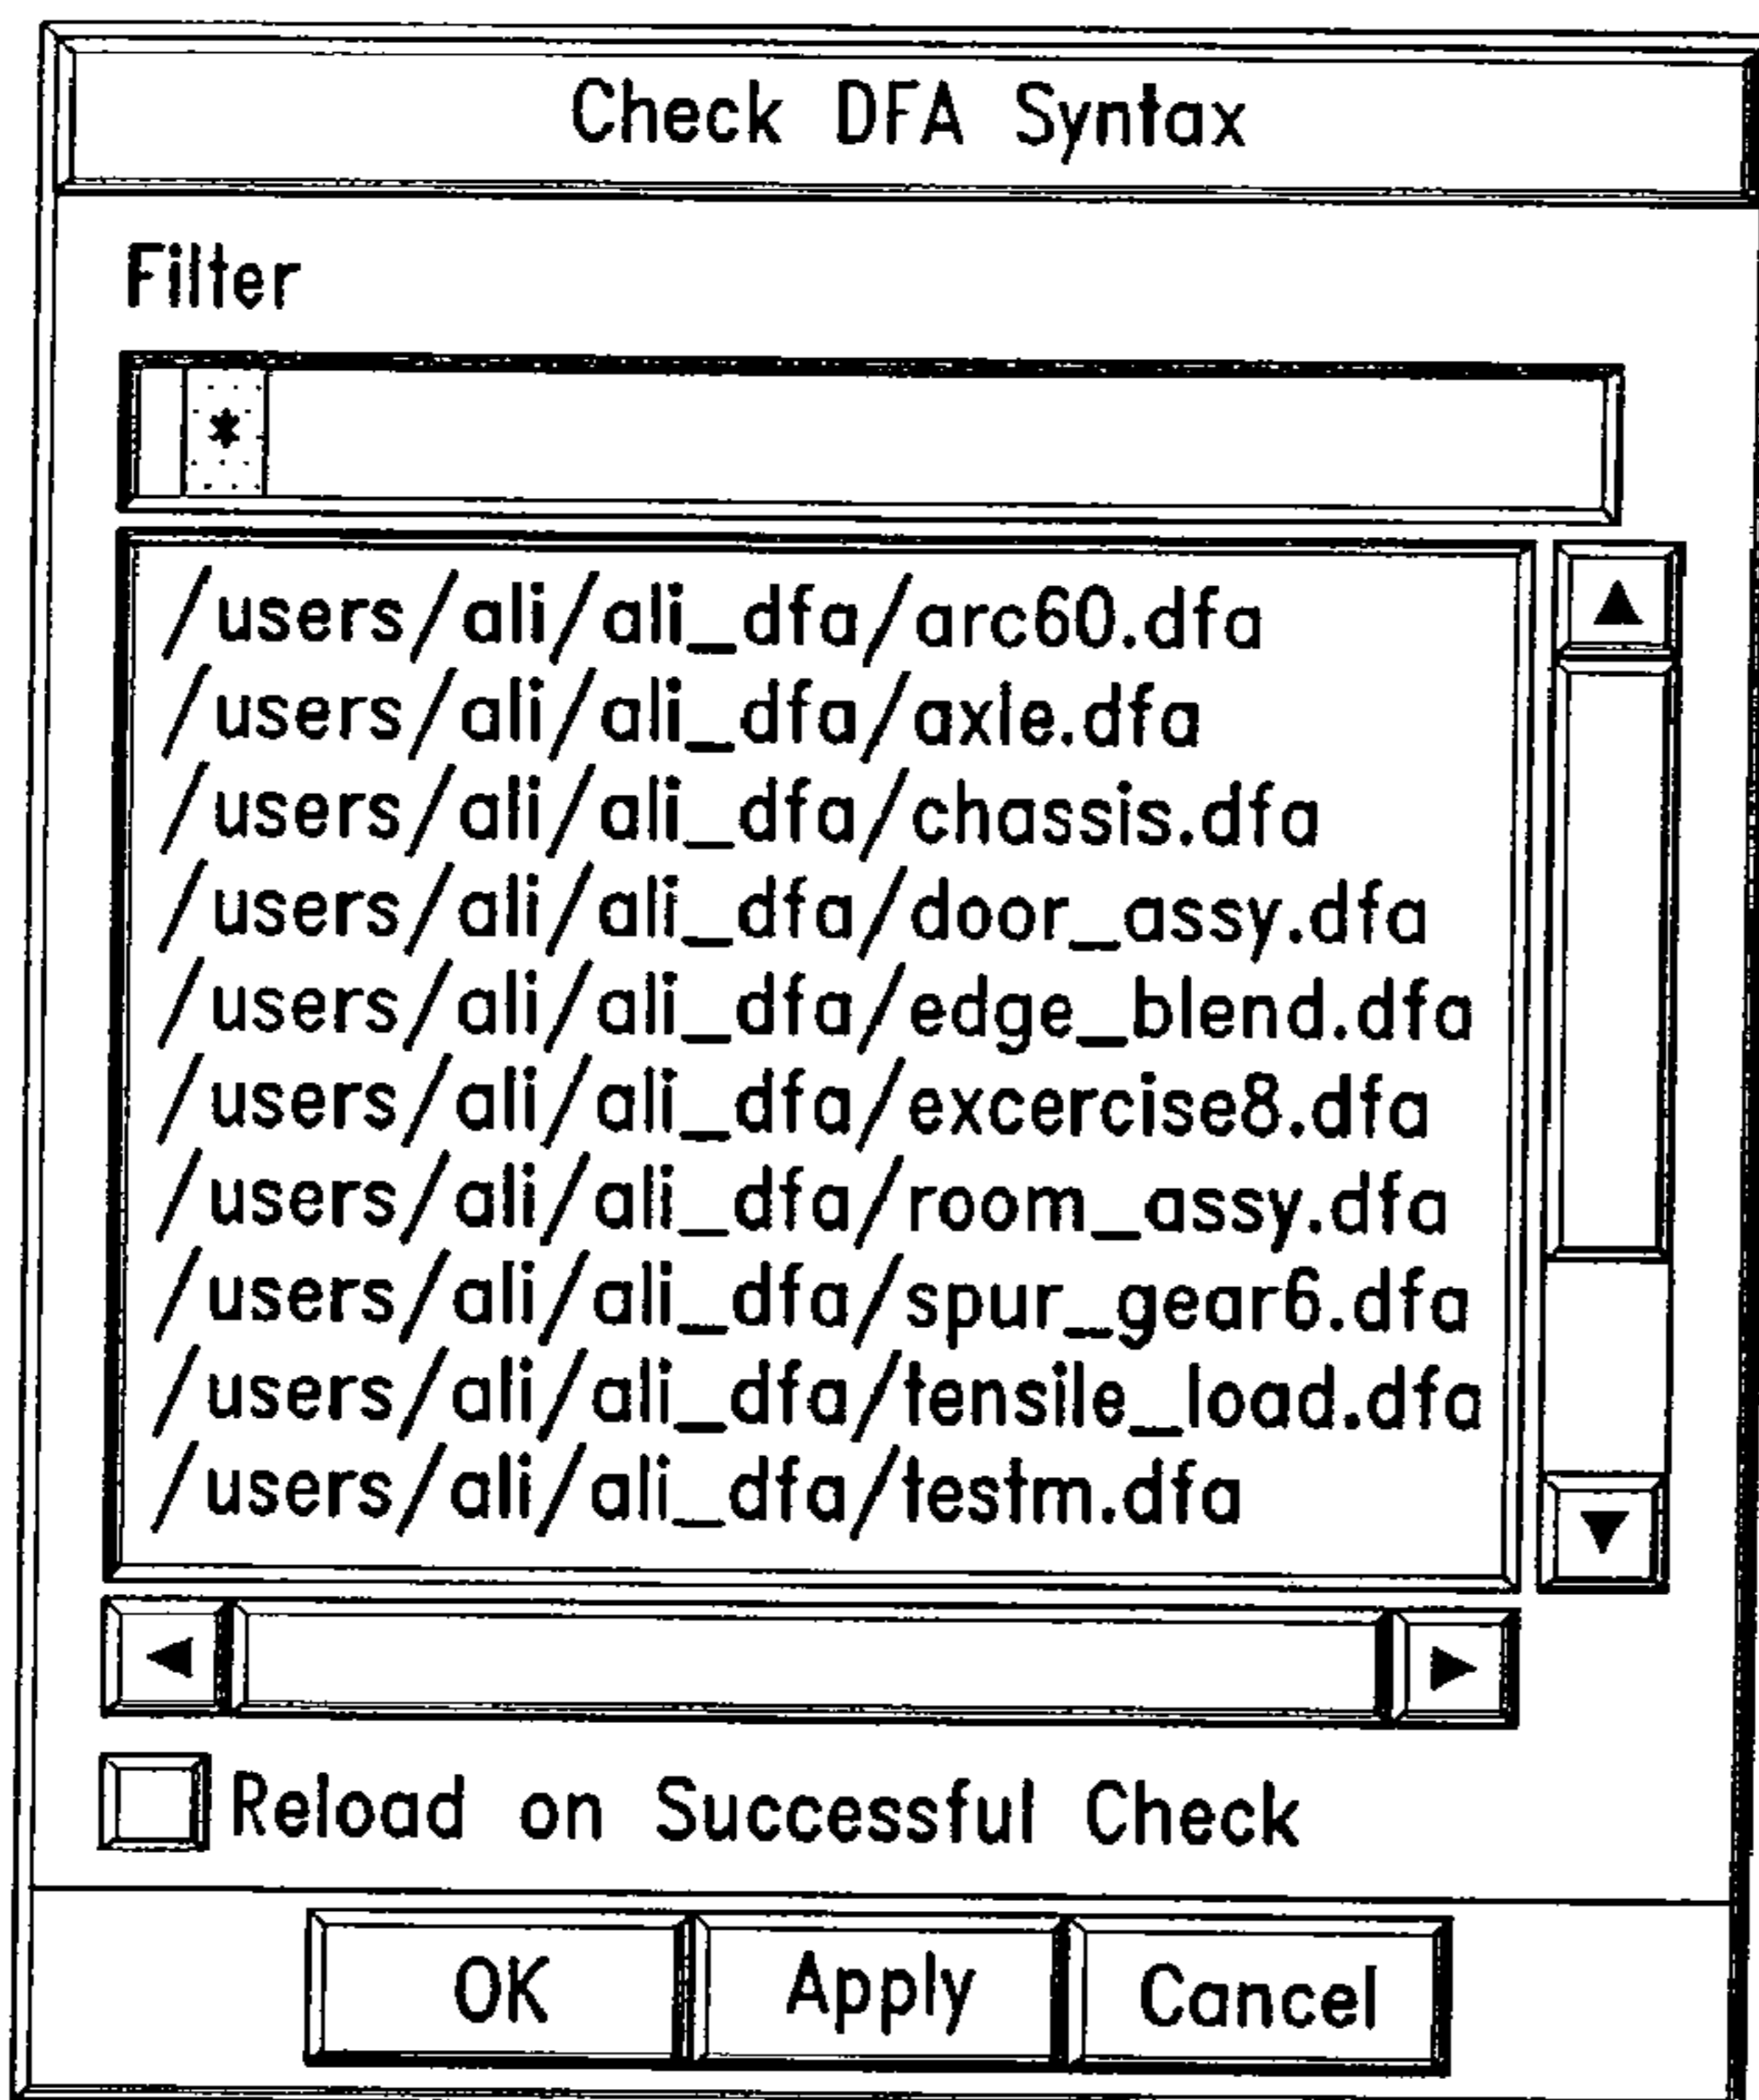 Check DFA Syntax
Filter
*
/users/ali/ali_dfa/arc60.dfa
/users/ali/ali_dfa/axle.dfa
/users/ali/ali_dfa/chassis.dfa
/users/ali/ali_dfa/door_assy.dfa
/users/ali/ali_dfa/edge_blend.dfa
/users/ali/ali_dfa/excercise8.dfa
/users/ali/ali_dfa/room_assy.dfa
/users/ali/ali_dfa/spur_gear6.dfa
/users/ali/ali_dfa/tensile_load.dfa
/users/ali/ali_dfa/testm.dfa
Reload on Successful Check
OK Apply Cancel